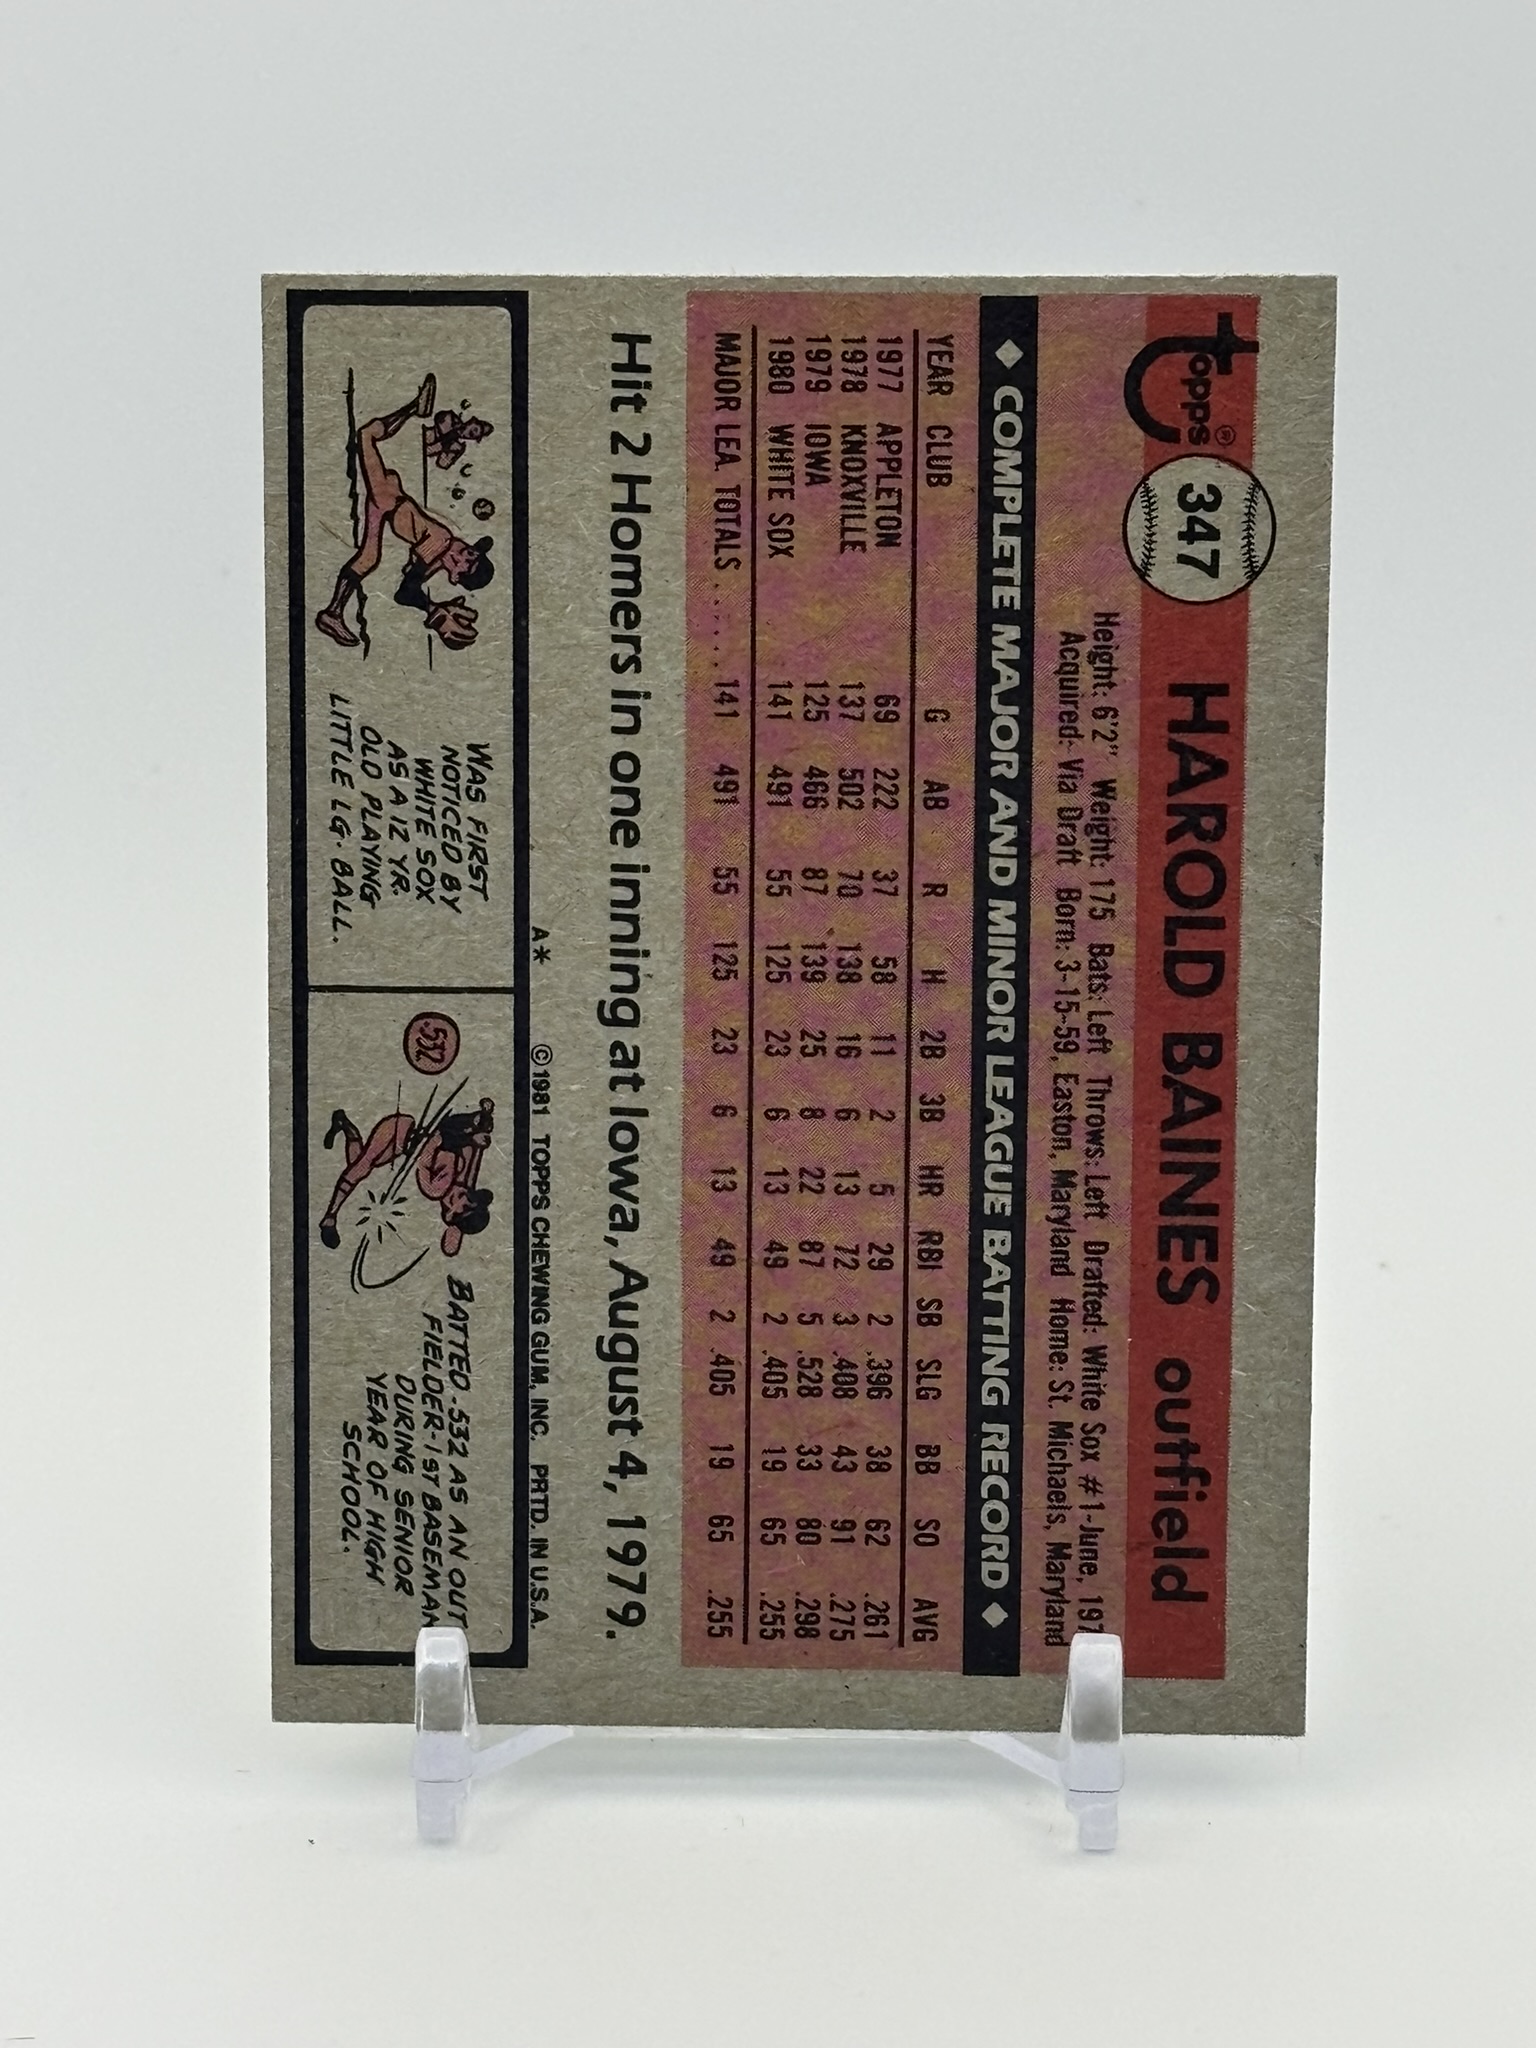 topps®
347 HAROLD BAINES outfield
Height: 6'2" Weight: 175 Bats: Left Throws: Left Drafted: White Sox #1-June, 197
Acquired: Via Draft Born: 3-15-59, Easton, Maryland Home: St. Michaels, Maryland
◆ COMPLETE MAJOR AND MINOR LEAGUE BATTING RECORD ◆
YEAR CLUB G AB R H 2B 3B HR RBI SB SLG BB SO AVG
1977 APPLETON 69 222 37 58 11 2 5 29 2 .396 38 62 .261
1978 KNOXVILLE 137 502 70 138 16 6 13 72 3 .408 43 91 .275
1979 IOWA 125 466 87 139 25 8 22 87 5 .528 33 80 .298
1980 WHITE SOX 141 491 55 125 23 6 13 49 2 .405 19 65 .255
MAJOR LEA. TOTALS...... 141 491 55 125 23 6 13 49 2 .405 19 65 .255
Hit 2 Homers in one inning at Iowa, August 4, 1979.
A* © 1981 TOPPS CHEWING GUM, INC. PRTD. IN U.S.A.
WAS FIRST
NOTICED BY
WHITE SOX
AS A 12 YR.
OLD PLAYING
LITTLE LG. BALL.
.532
BATTED .532 AS AN OUT
FIELDER-1ST BASEMAN
DURING SENIOR
YEAR OF HIGH
SCHOOL.